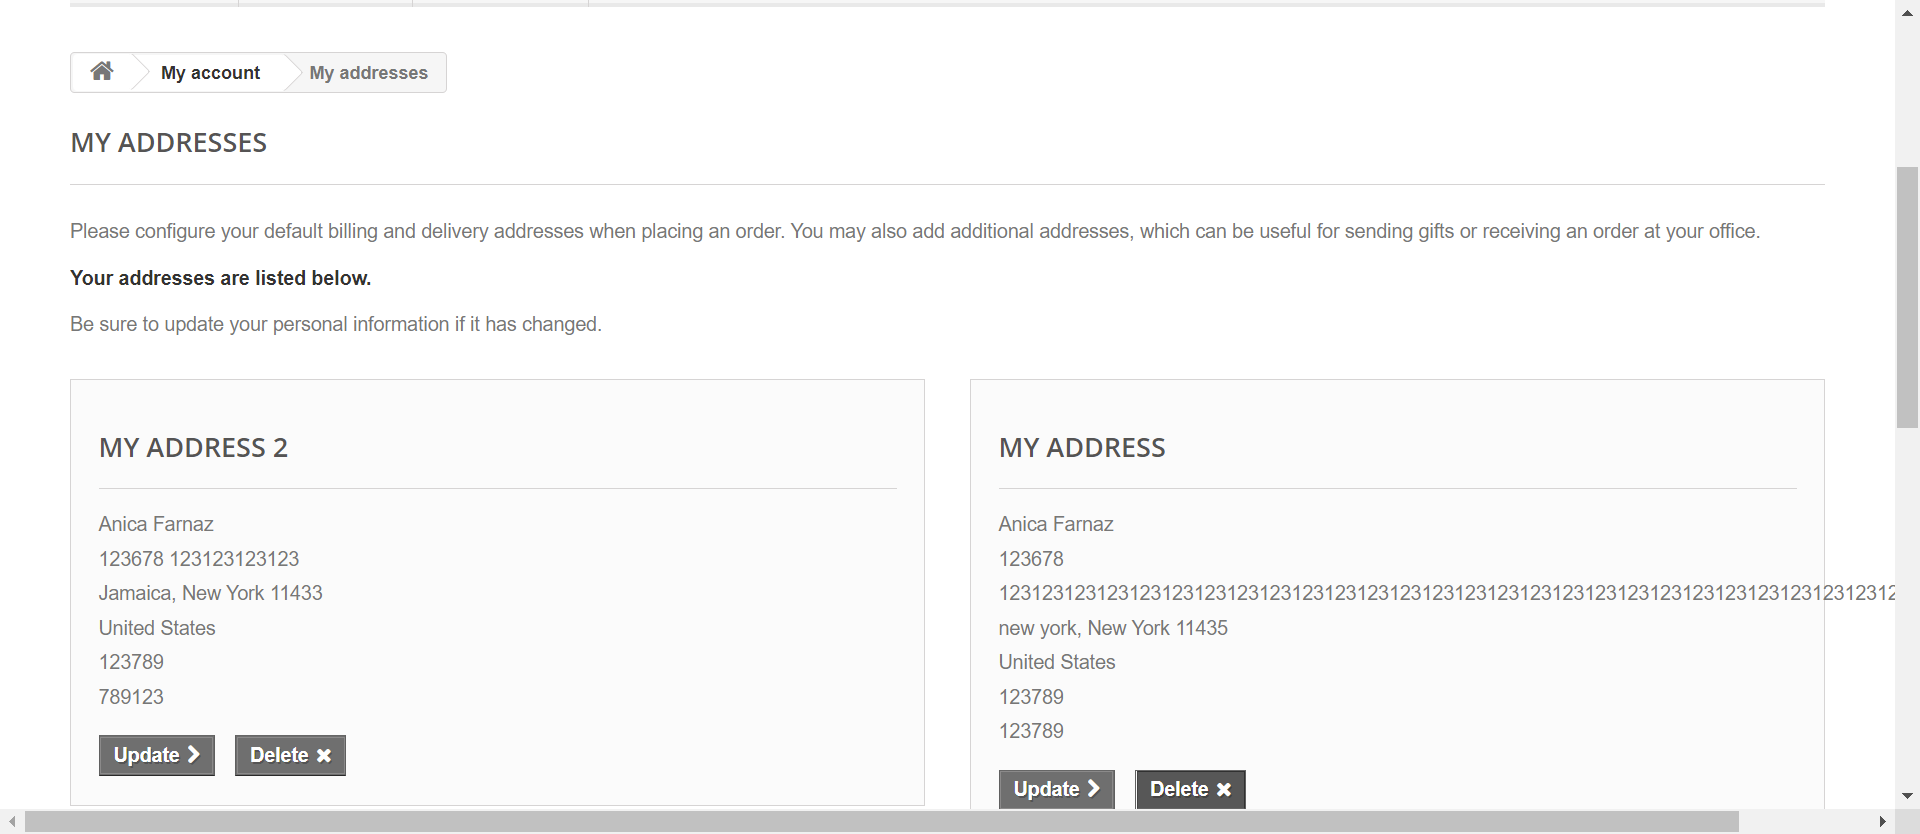 My account
My addresses
MY ADDRESSES
Please configure your default billing and delivery addresses when placing an order. You may also add additional addresses, which can be useful for sending gifts or receiving an order at your office.
Your addresses are listed below.
Be sure to update your personal information if it has changed.
MY ADDRESS 2
Anica Farnaz
123678 123123123123
Jamaica, New York 11433
United States
123789
789123
Update
Delete
MY ADDRESS
Anica Farnaz
123678
12312312312312312312312312312312312312312312312312312312312312312312312312
new york, New York 11435
United States
123789
123789
Update
Delete